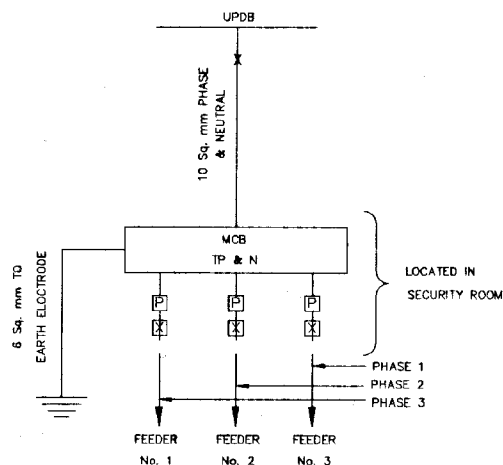 UPDB
10 Sq. mm PHASE
& NEUTRAL
MCB
TP & N
6 Sq. mm TO
EARTH ELOCTRODE
LOCATED IN
SECURITY ROOM
P
P
P
X
X
X
PHASE 1
PHASE 2
PHASE 3
FEEDER
No. 1
FEEDER
No. 2
FEEDER
No. 3